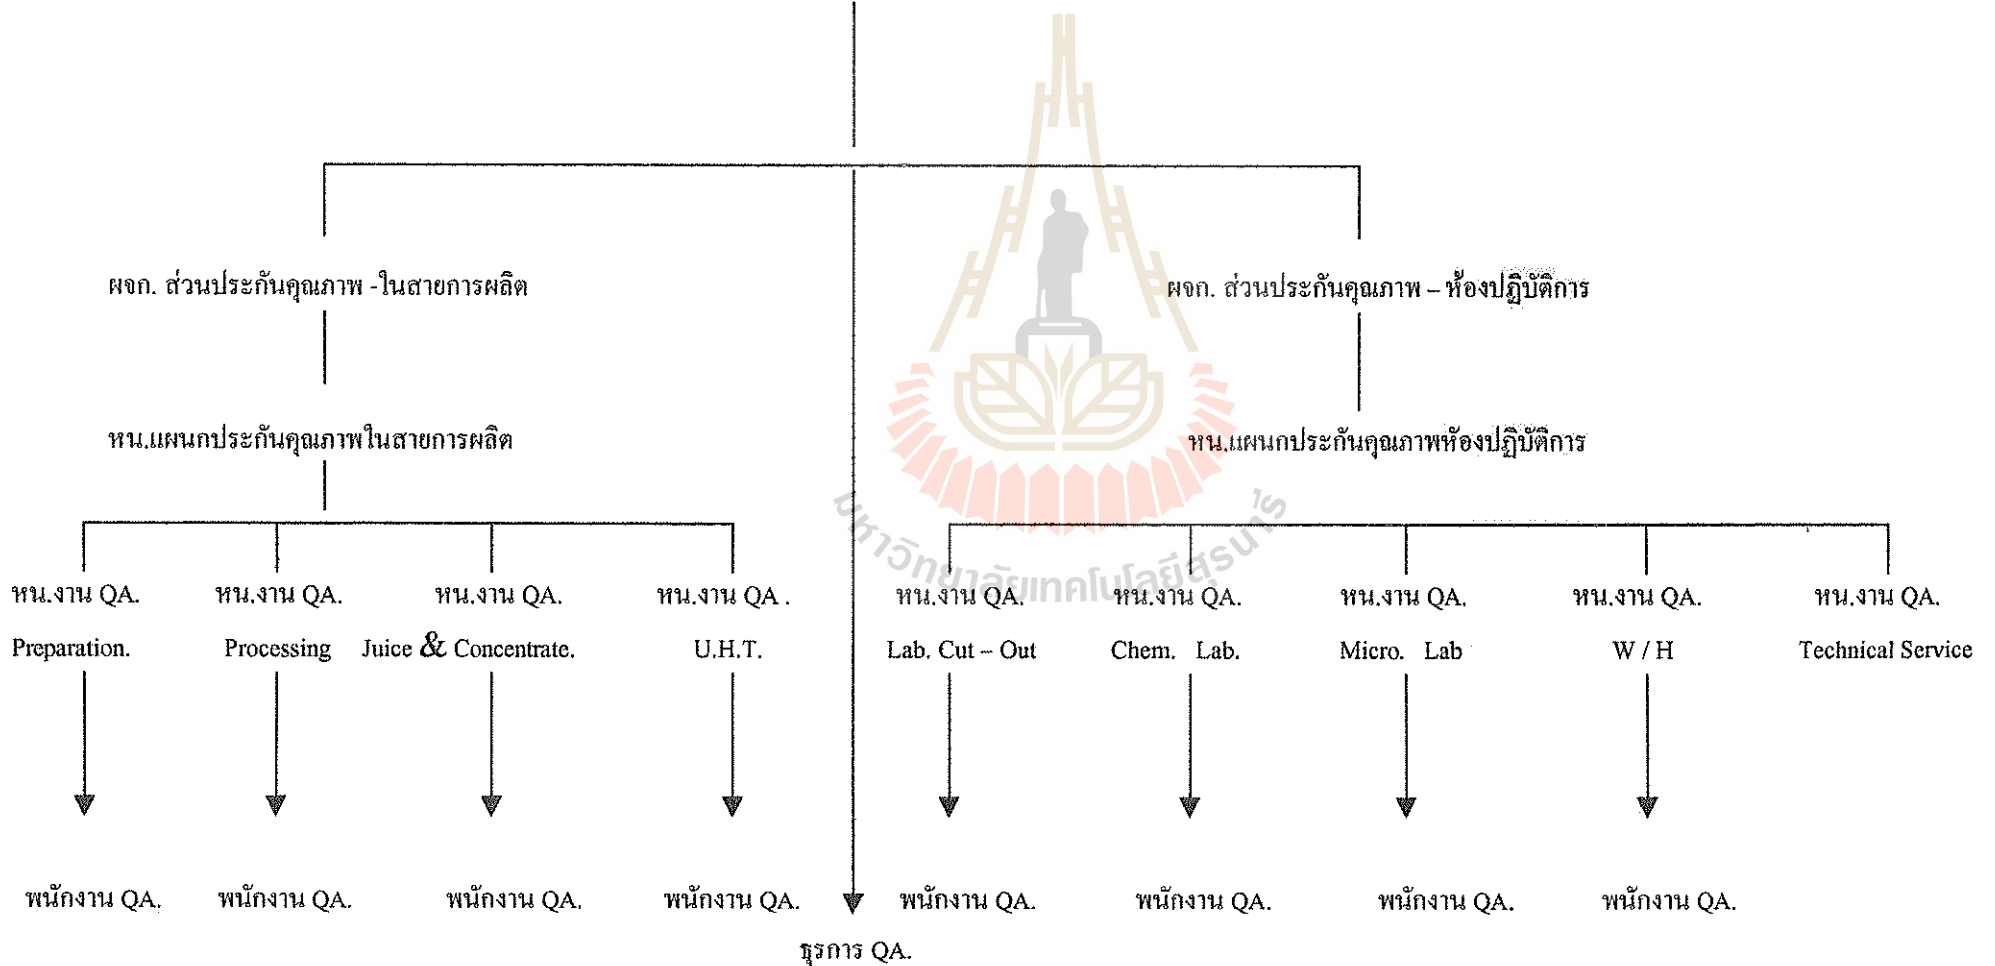 ผจก. ส่วนประกันคุณภาพ -ในสายการผลิต
ผจก. ส่วนประกันคุณภาพ – ห้องปฏิบัติการ
หน.แผนกประกันคุณภาพในสายการผลิต
หน.แผนกประกันคุณภาพห้องปฏิบัติการ
มหาวิทยาลัยเทคโนโลยีสุรนารี
หน.งาน QA.
Preparation.
หน.งาน QA.
Processing
หน.งาน QA.
Juice & Concentrate.
หน.งาน QA .
U.H.T.
หน.งาน QA.
Lab. Cut – Out
หน.งาน QA.
Chem. Lab.
หน.งาน QA.
Micro. Lab
หน.งาน QA.
W / H
หน.งาน QA.
Technical Service
พนักงาน QA.
พนักงาน QA.
พนักงาน QA.
พนักงาน QA.
พนักงาน QA.
พนักงาน QA.
พนักงาน QA.
พนักงาน QA.
ธุรการ QA.